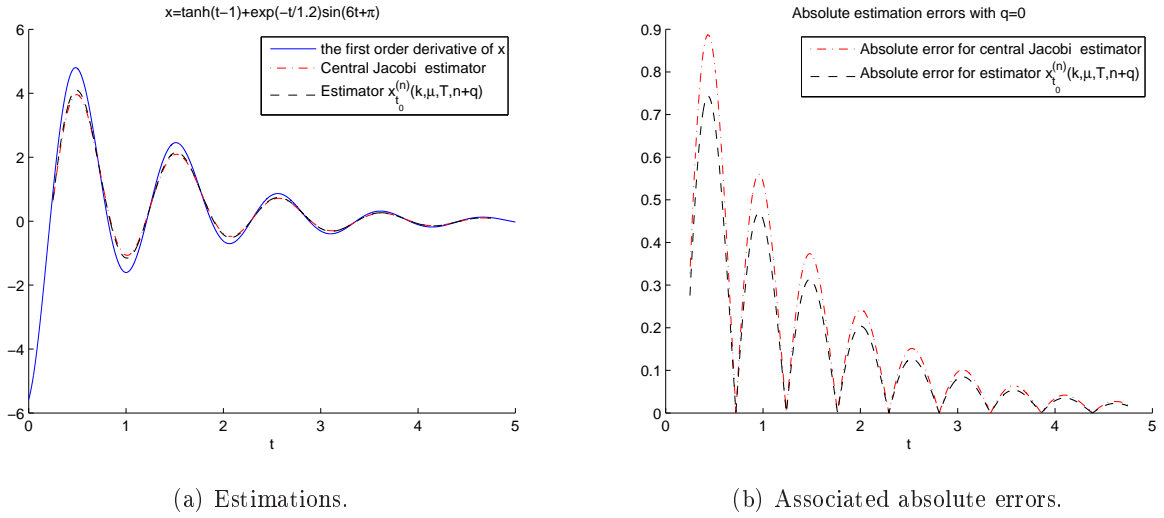 x=tanh(t−1)+exp(−t/1.2)sin(6t+π)
6
4
2
0
−2
−4
−6
0
1
2
3
4
5
t
the first order derivative of x
Central Jacobi estimator
Estimator x_{t_0}^{(n)}(k,μ,T,n+q)
(a) Estimations.
Absolute estimation errors with q=0
0.9
0.8
0.7
0.6
0.5
0.4
0.3
0.2
0.1
0
0
1
2
3
4
5
t
Absolute error for central Jacobi estimator
Absolute error for estimator x_{t_0}^{(n)}(k,μ,T,n+q)
(b) Associated absolute errors.